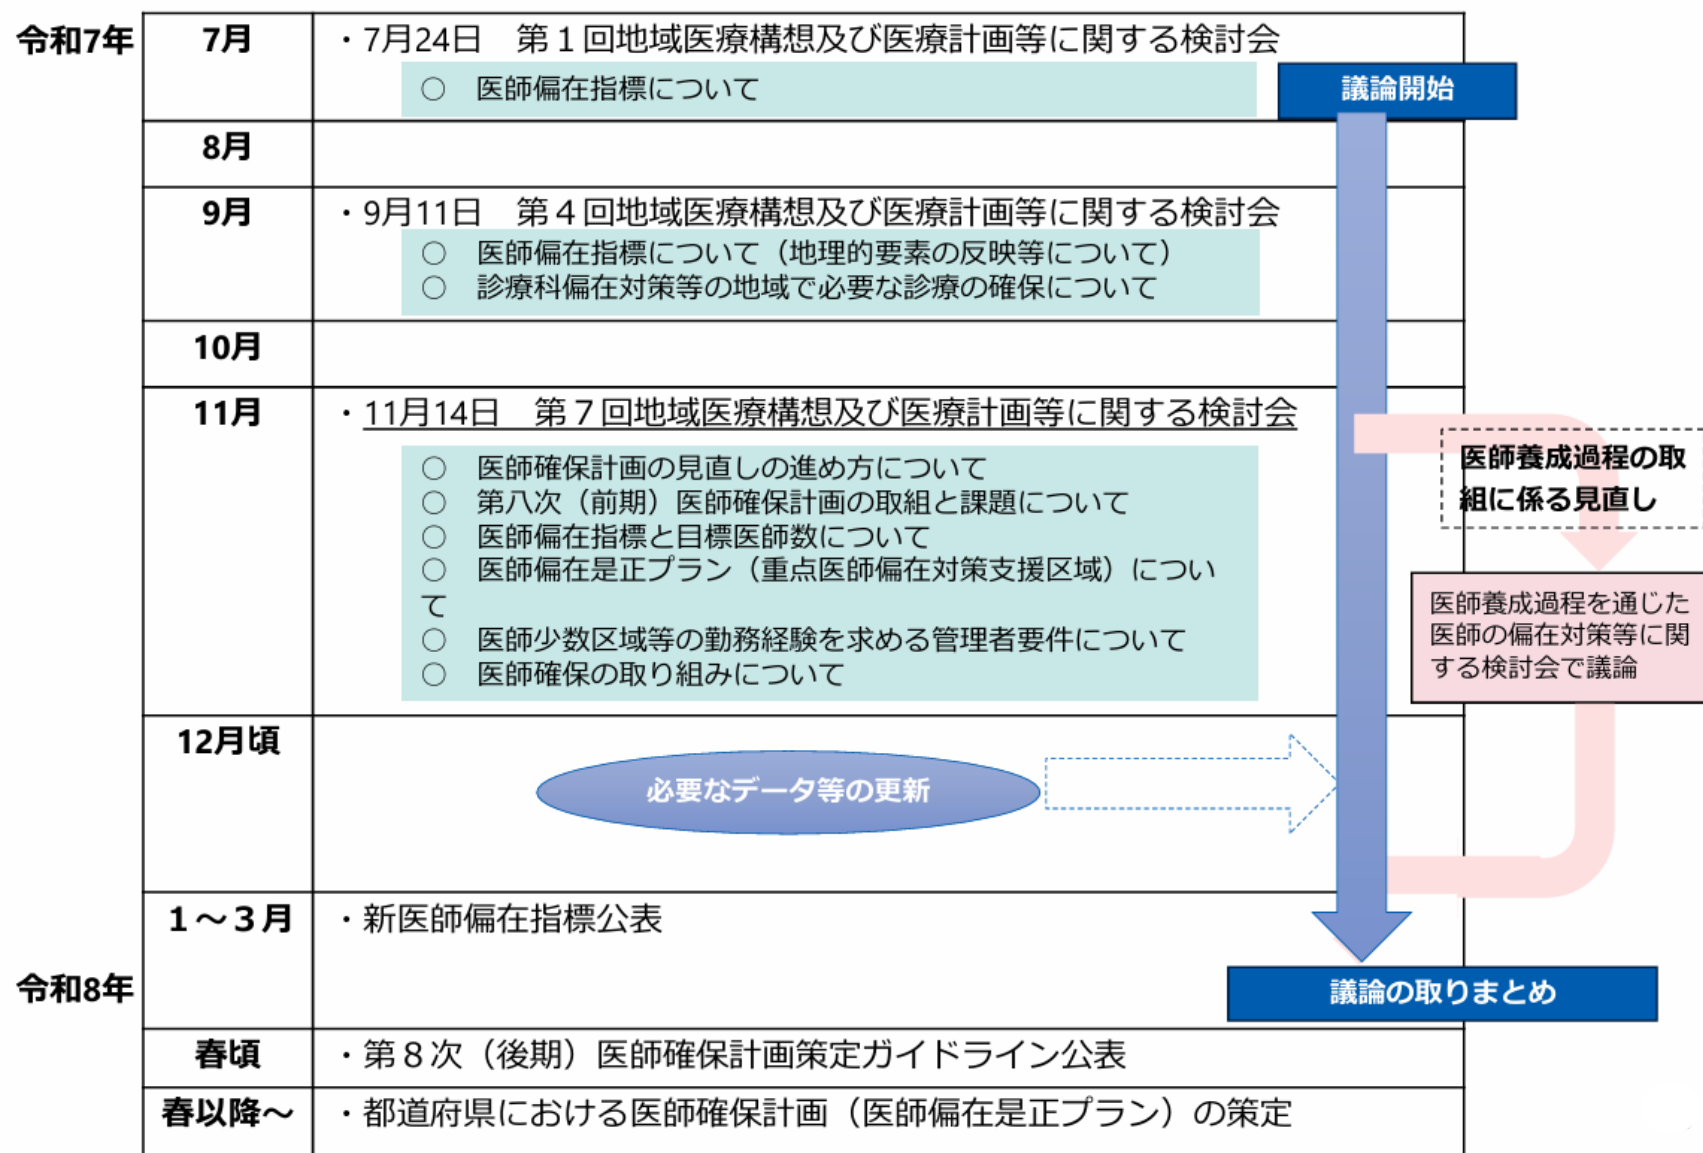 令和7年
7月
・7月24日　第１回地域医療構想及び医療計画等に関する検討会
○　医師偏在指標について
議論開始
8月
9月
・9月11日　第４回地域医療構想及び医療計画等に関する検討会
○　医師偏在指標について（地理的要素の反映等について）
○　診療科偏在対策等の地域で必要な診療の確保について
10月
11月
・11月14日　第７回地域医療構想及び医療計画等に関する検討会
○　医師確保計画の見直しの進め方について
○　第八次（前期）医師確保計画の取組と課題について
○　医師偏在指標と目標医師数について
○　医師偏在是正プラン（重点医師偏在対策支援区域）につい
て
○　医師少数区域等の勤務経験を求める管理者要件について
○　医師確保の取り組みについて
医師養成過程の取
組に係る見直し
医師養成過程を通じた
医師の偏在対策等に関
する検討会で議論
12月頃
必要なデータ等の更新
１～３月
・新医師偏在指標公表
令和8年
議論の取りまとめ
春頃
・第８次（後期）医師確保計画策定ガイドライン公表
春以降～
・都道府県における医師確保計画（医師偏在是正プラン）の策定